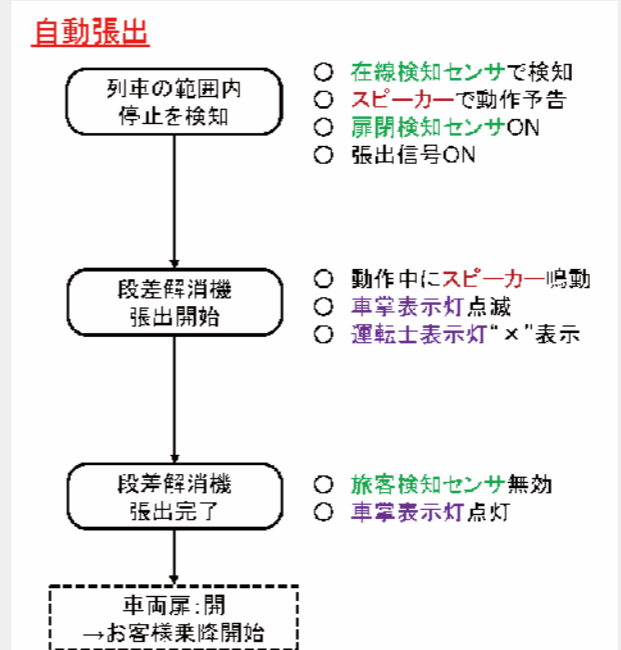 自動張出
列車の範囲内
停止を検知
○ 在線検知センサで検知
○ スピーカーで動作予告
○ 扉閉検知センサON
○ 張出信号ON
段差解消機
張出開始
○ 動作中にスピーカー鳴動
○ 車掌表示灯点滅
○ 運転士表示灯“×”表示
段差解消機
張出完了
○ 旅客検知センサ無効
○ 車掌表示灯点灯
車両扉:開
→お客様乗降開始